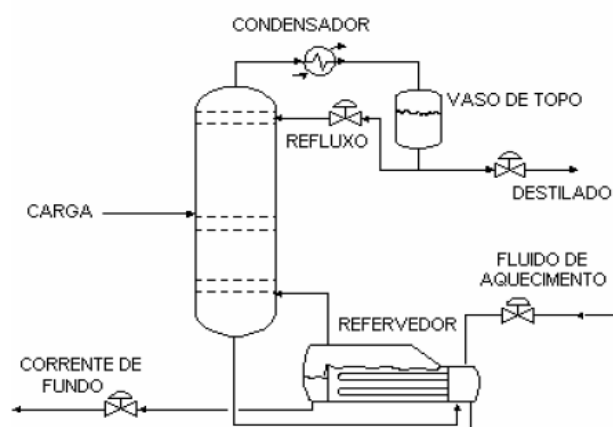 CONDENSADOR
VASO DE TOPO
REFLUXO
DESTILADO
CARGA
FLUIDO DE
AQUECIMENTO
REFERVEDOR
CORRENTE DE
FUNDO